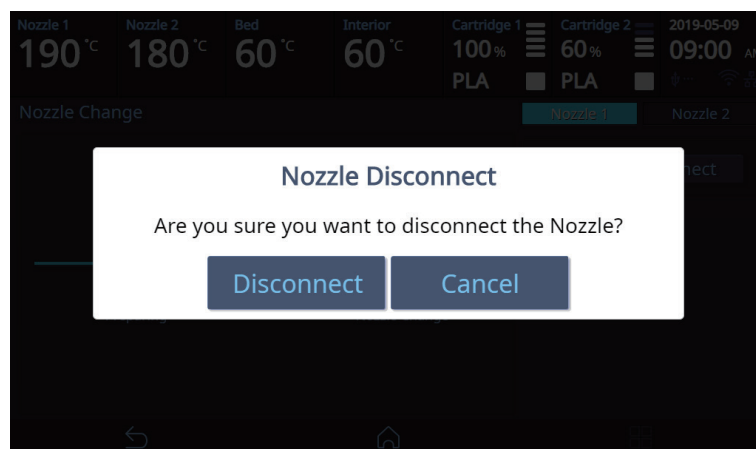 Nozzle 1 Nozzle 2 Bed Interior Cartridge 1 Cartridge 2 2019-05-09
190 °C 180 °C 60 °C 60 °C 100 % 60 % 09:00
PLA PLA
Nozzle Change Nozzle 1 Nozzle 2
Nozzle Disconnect
Are you sure you want to disconnect the Nozzle?
Disconnect Cancel